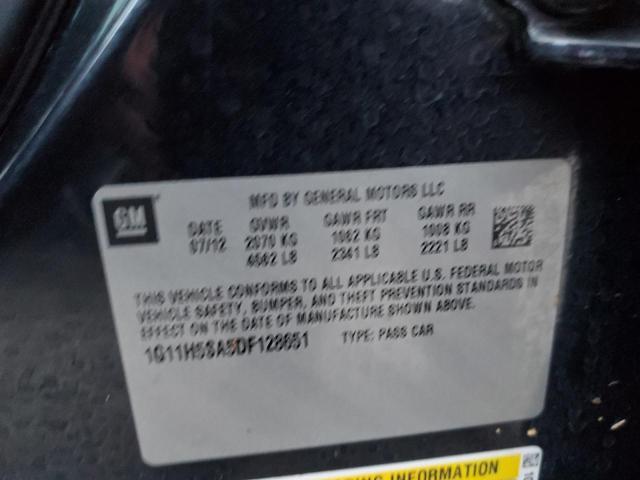 GM
MFD BY GENERAL MOTORS LLC
DATE GVWR GAWR FRT GAWR RR
07/12 2070 KG 1062 KG 1008 KG
4562 LB 2341 LB 2221 LB
THIS VEHICLE CONFORMS TO ALL APPLICABLE U.S. FEDERAL MOTOR
VEHICLE SAFETY, BUMPER, AND THEFT PREVENTION STANDARDS IN
EFFECT ON THE DATE OF MANUFACTURE SHOWN ABOVE.
1G11H5SA5DF128651 TYPE: PASS CAR
INFORMATION